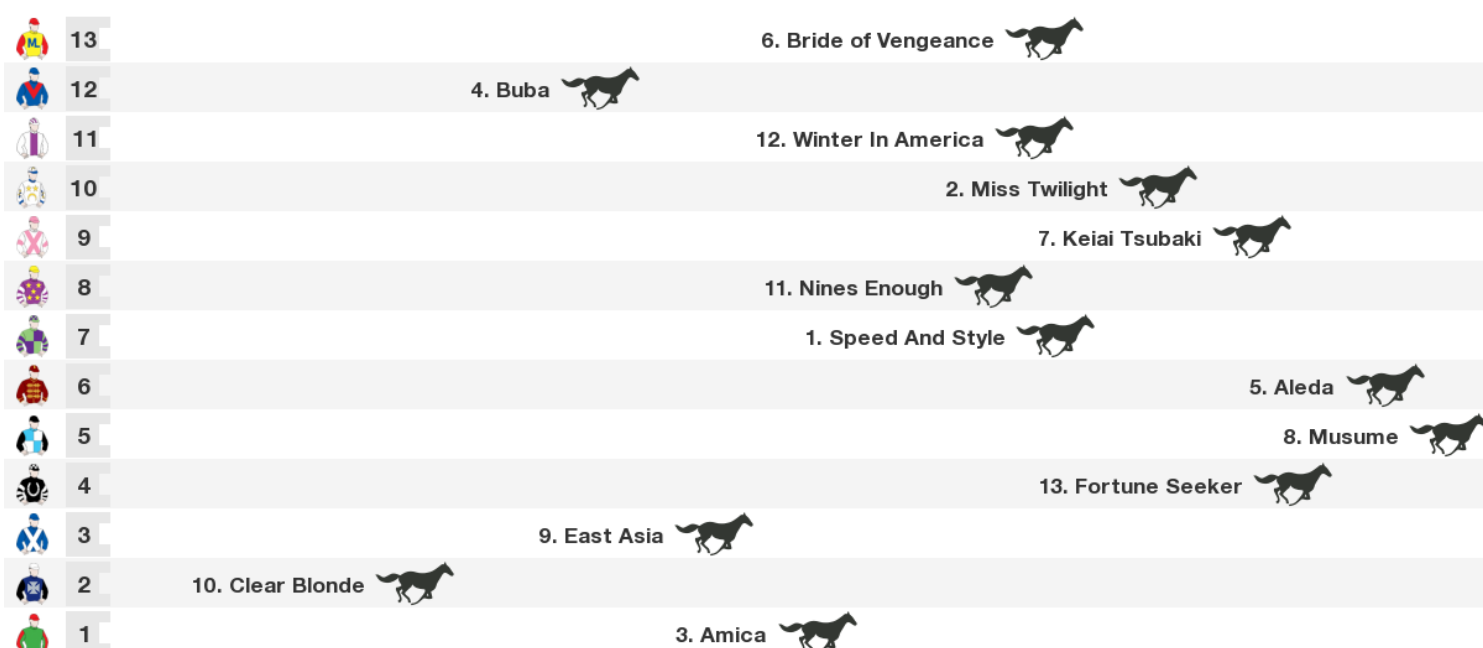 ML
13 6. Bride of Vengeance
12 4. Buba
11 12. Winter In America
10 2. Miss Twilight
9 7. Keiai Tsubaki
8 11. Nines Enough
7 1. Speed And Style
6 5. Aleda
5 8. Musume
4 13. Fortune Seeker
3 9. East Asia
2 10. Clear Blonde
1 3. Amica